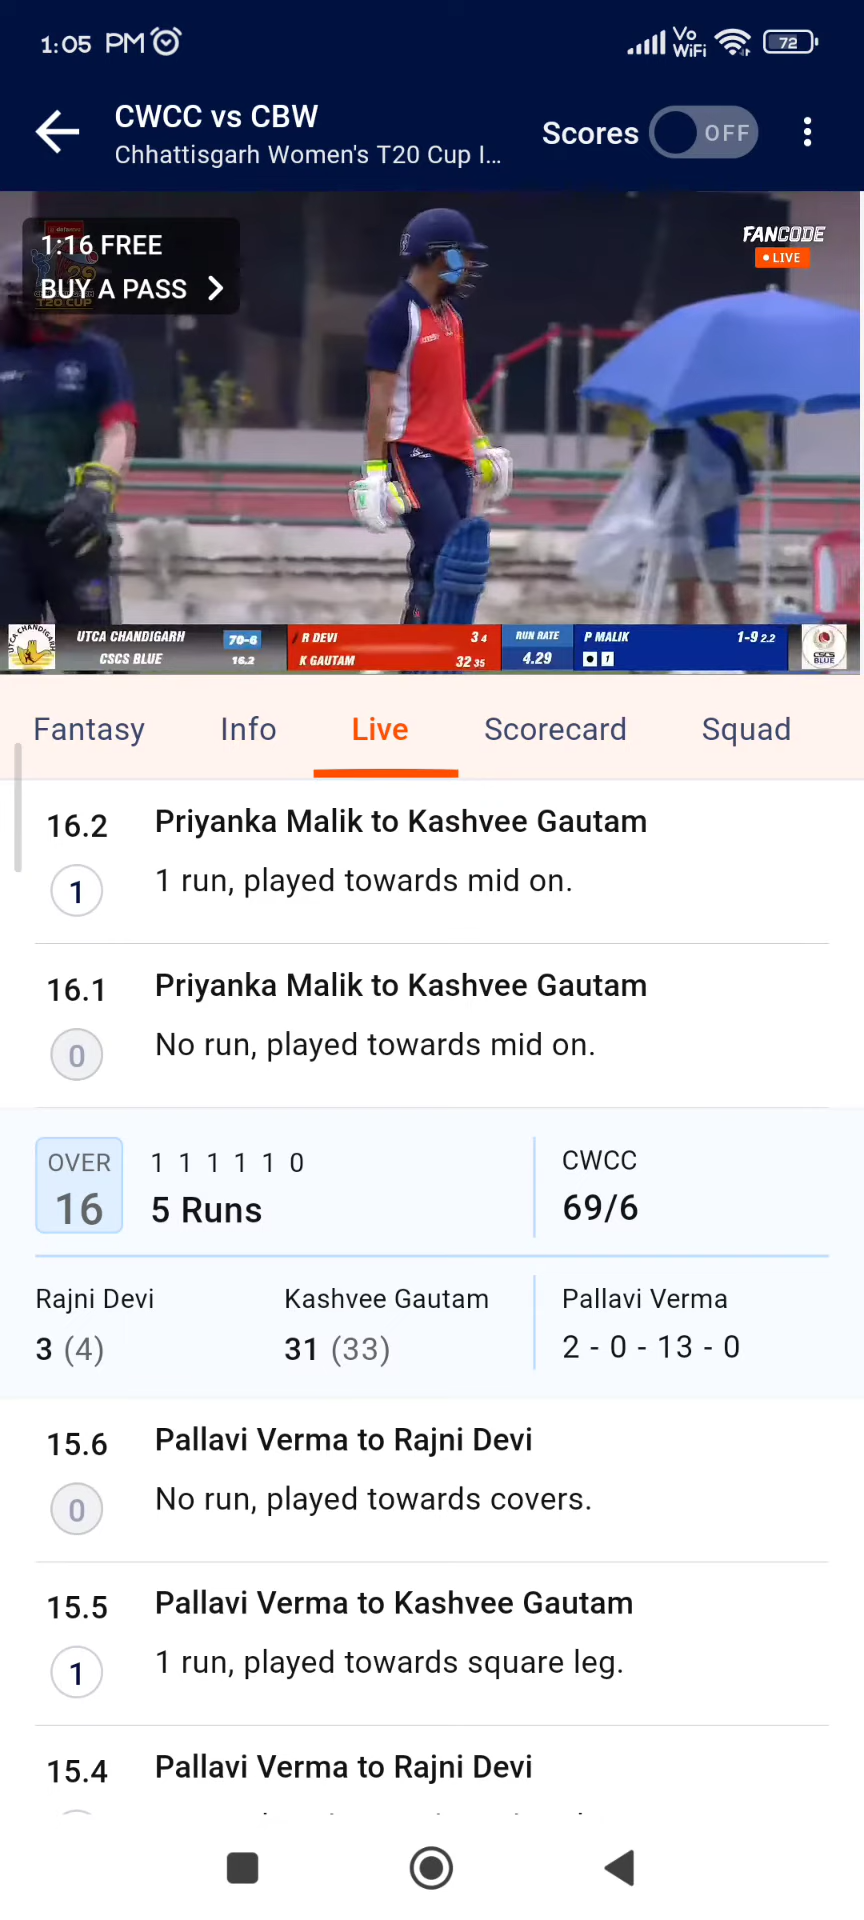 1:05 PM
Vo
WiFi
72
CWCC vs CBW
Chhattisgarh Women's T20 Cup I...
Scores
OFF
1:16 FREE
BUY A PASS
T20 CUP
FANCODE
LIVE
UTCA CHANDIGARH
CSCS BLUE
70-6
16.2
R DEVI 3 4
K GAUTAM 32 35
RUN RATE
4.29
P MALIK 1-9 2.2
1
UTCA CHANDIGARH
CSCS
BLUE
Fantasy Info Live Scorecard Squad
16.2 Priyanka Malik to Kashvee Gautam
1 1 run, played towards mid on.
16.1 Priyanka Malik to Kashvee Gautam
0 No run, played towards mid on.
OVER
16
1 1 1 1 1 0
5 Runs
CWCC
69/6
Rajni Devi
3 (4)
Kashvee Gautam
31 (33)
Pallavi Verma
2 - 0 - 13 - 0
15.6 Pallavi Verma to Rajni Devi
0 No run, played towards covers.
15.5 Pallavi Verma to Kashvee Gautam
1 1 run, played towards square leg.
15.4 Pallavi Verma to Rajni Devi